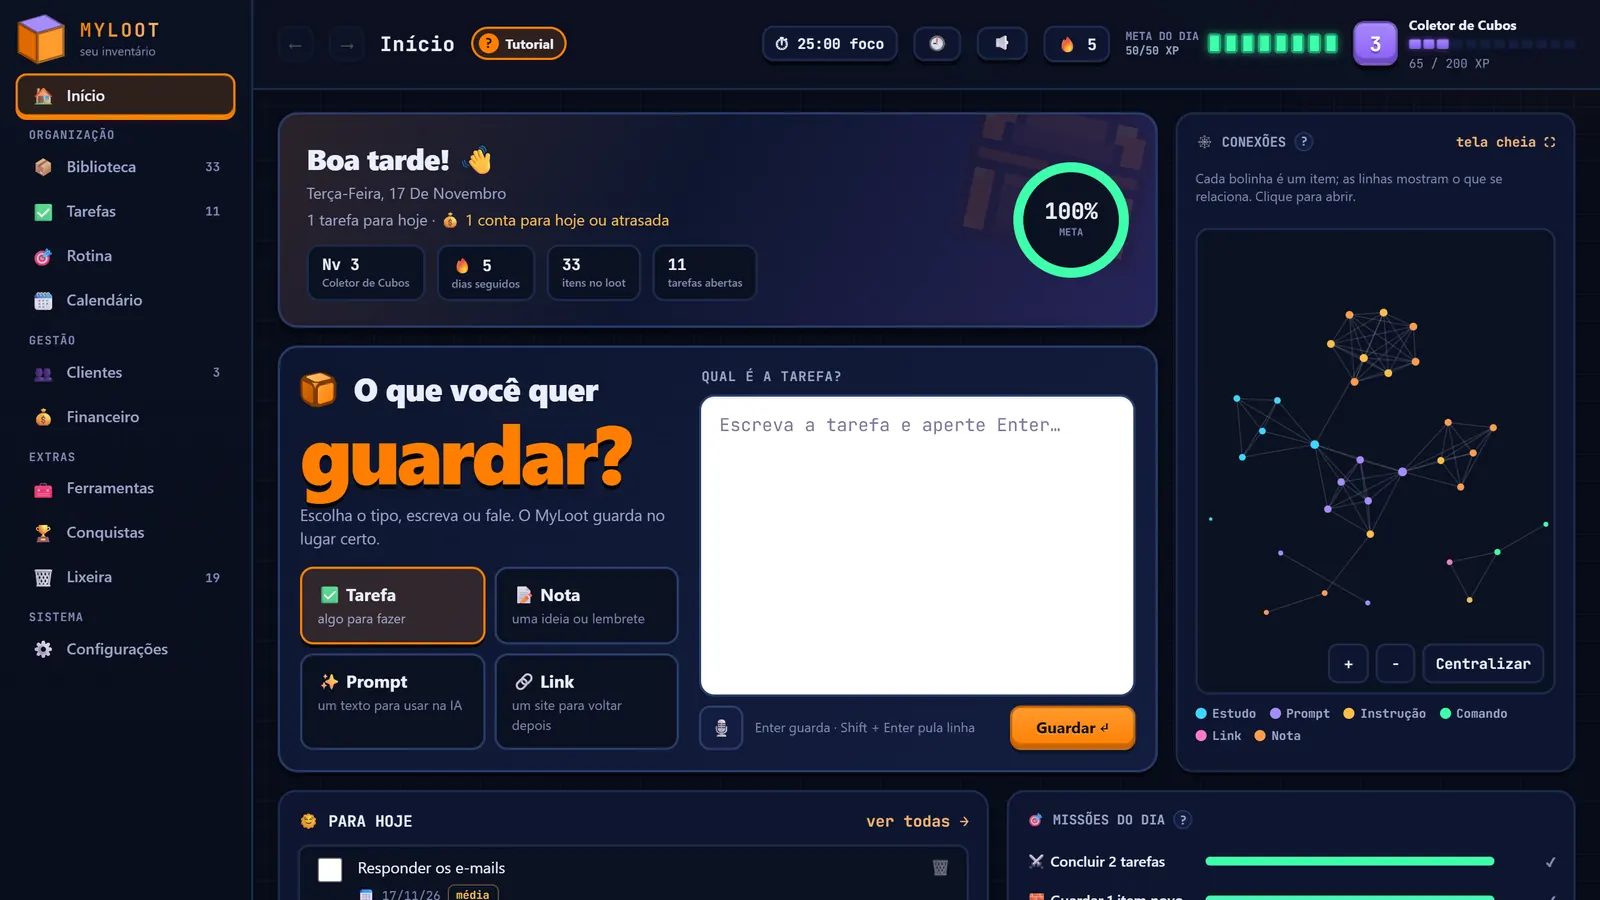 MYLOOT
seu inventário
Início
ORGANIZAÇÃO
Biblioteca 33
Tarefas 11
Rotina
Calendário
GESTÃO
Clientes 3
Financeiro
EXTRAS
Ferramentas
Conquistas
Lixeira 19
SISTEMA
Configurações
← → Início ? Tutorial
25:00 foco
5
META DO DIA
50/50 XP
3
Coletor de Cubos
65 / 200 XP
Boa tarde!
Terça-Feira, 17 De Novembro
1 tarefa para hoje · 1 conta para hoje ou atrasada
Nv 3
Coletor de Cubos
5
dias seguidos
33
itens no loot
11
tarefas abertas
100%
META
O que você quer
guardar?
Escolha o tipo, escreva ou fale. O MyLoot guarda no
lugar certo.
Tarefa
algo para fazer
Nota
uma ideia ou lembrete
Prompt
um texto para usar na IA
Link
um site para voltar
depois
QUAL É A TAREFA?
Escreva a tarefa e aperte Enter…
Enter guarda · Shift + Enter pula linha
Guardar ↲
CONEXÕES ?
tela cheia
Cada bolinha é um item; as linhas mostram o que se
relaciona. Clique para abrir.
+ - Centralizar
Estudo Prompt Instrução Comando
Link Nota
PARA HOJE
ver todas →
Responder os e-mails
17/11/26 média
MISSÕES DO DIA ?
Concluir 2 tarefas ✓
Guardar 1 item novo